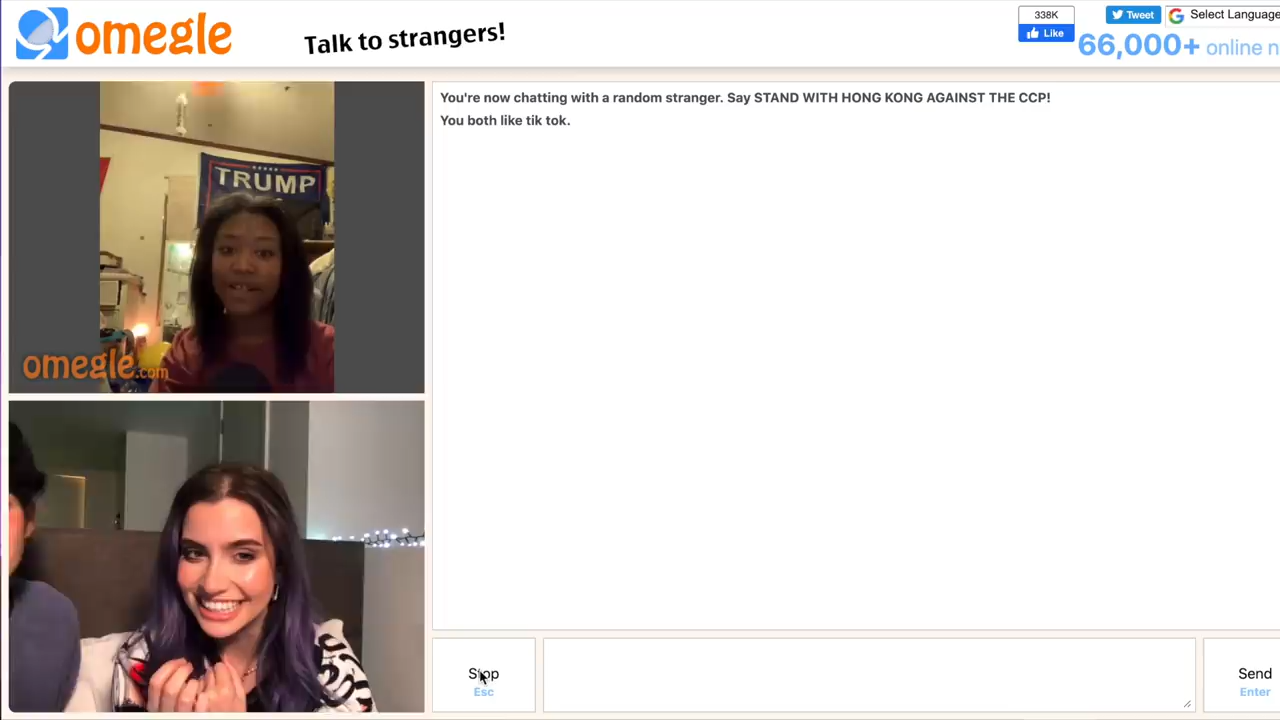 omegle
Talk to strangers!
338K
Like
Tweet
Select Language
66,000+ online n
You're now chatting with a random stranger. Say STAND WITH HONG KONG AGAINST THE CCP!
You both like tik tok.
TRUMP
omegle.com
Stop
Esc
Send
Enter